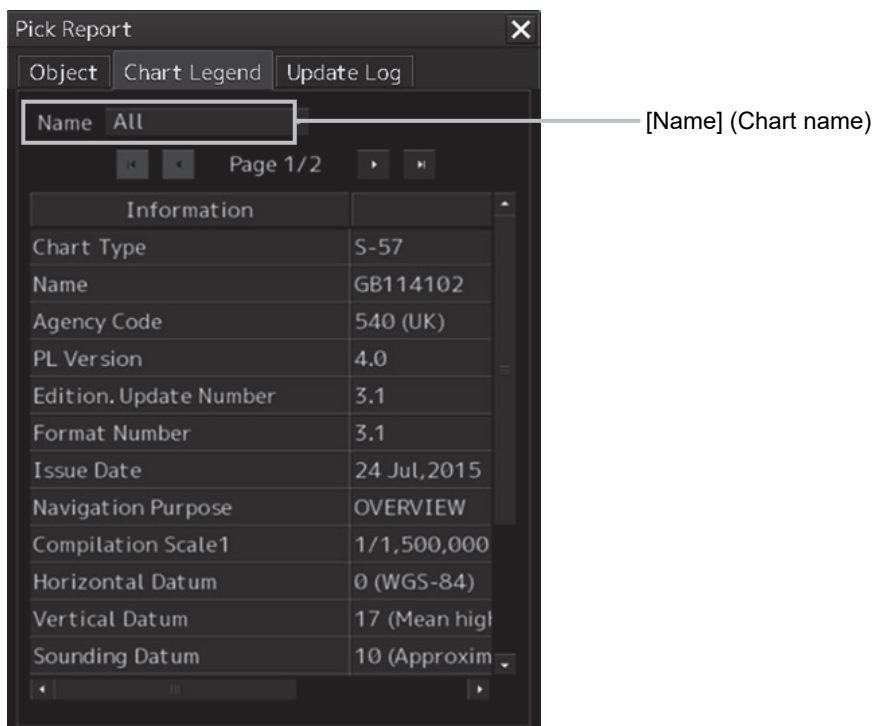 Pick Report
Object Chart Legend Update Log
Name All
[Name] (Chart name)
Page 1/2
Information
Chart Type S-57
Name GB114102
Agency Code 540 (UK)
PL Version 4.0
Edition. Update Number 3.1
Format Number 3.1
Issue Date 24 Jul,2015
Navigation Purpose OVERVIEW
Compilation Scale1 1/1,500,000
Horizontal Datum 0 (WGS-84)
Vertical Datum 17 (Mean high
Sounding Datum 10 (Approxim